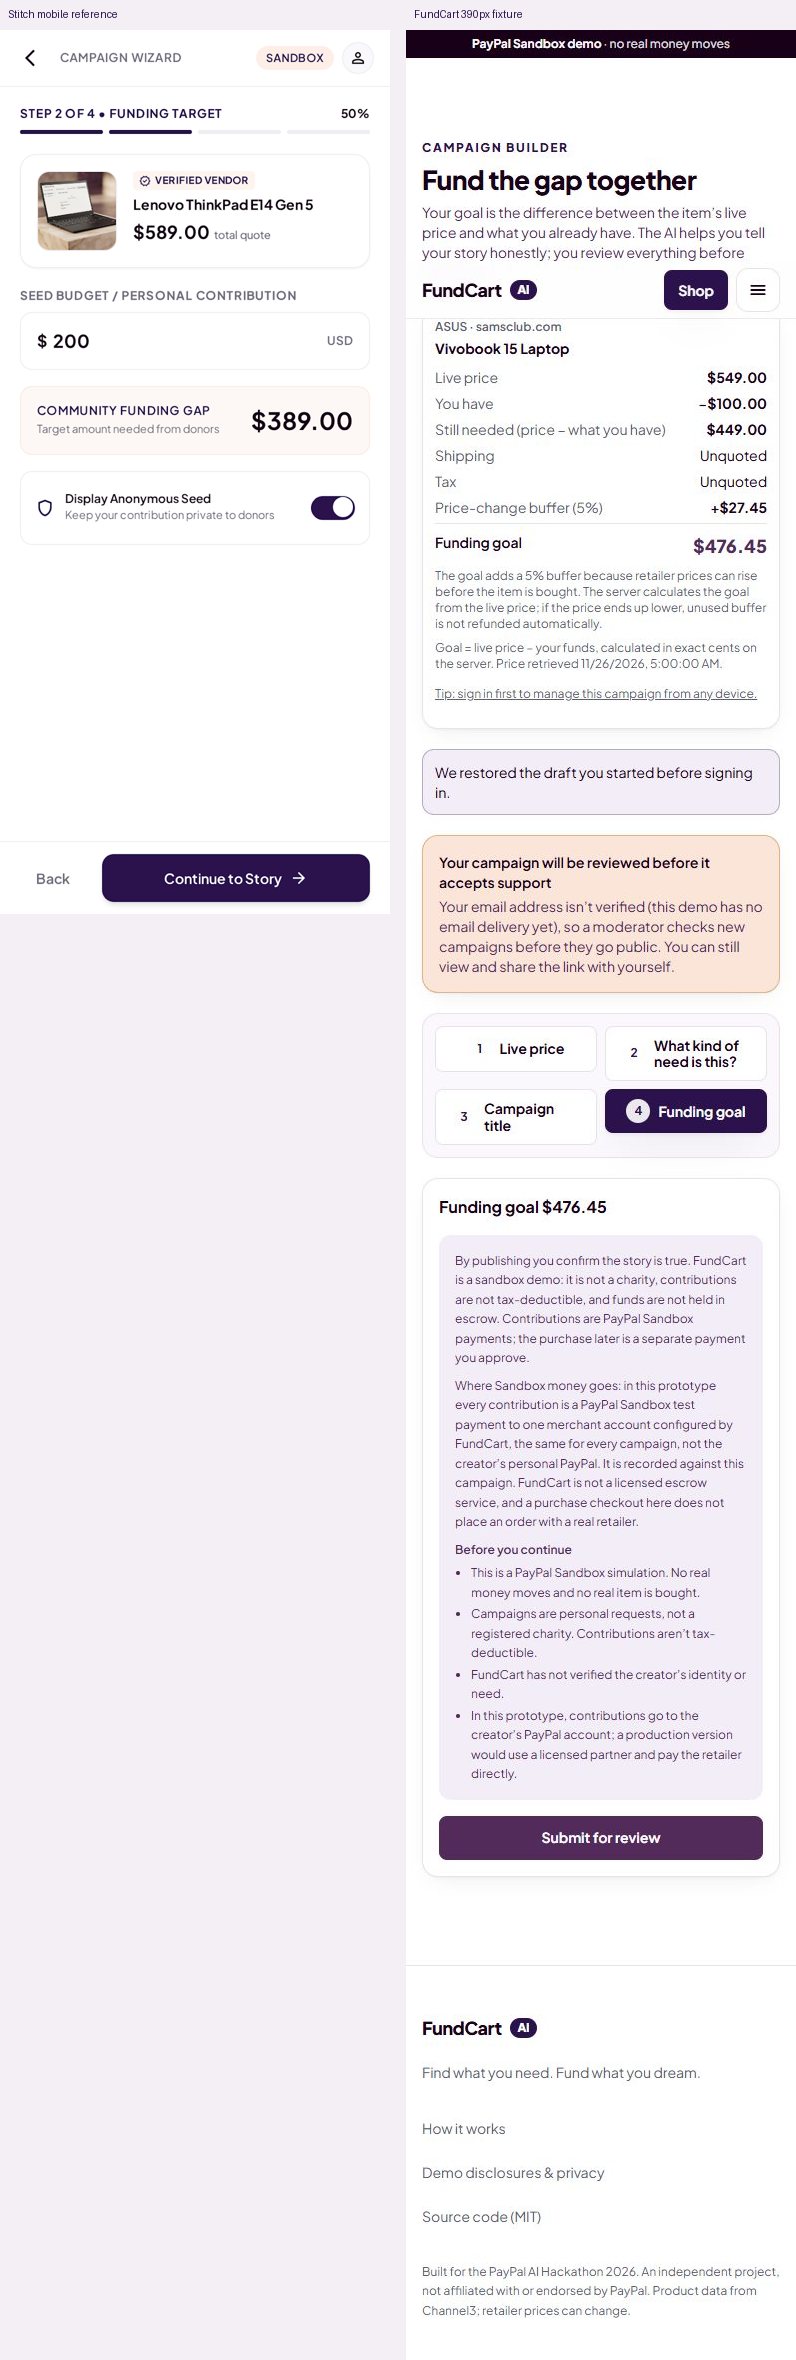 Stitch mobile reference
CAMPAIGN WIZARD
SANDBOX
STEP 2 OF 4 • FUNDING TARGET
50%
VERIFIED VENDOR
Lenovo ThinkPad E14 Gen 5
$589.00 total quote
SEED BUDGET / PERSONAL CONTRIBUTION
$ 200
USD
COMMUNITY FUNDING GAP
Target amount needed from donors
$389.00
Display Anonymous Seed
Keep your contribution private to donors
Back
Continue to Story →
FundCart 390px fixture
PayPal Sandbox demo · no real money moves
CAMPAIGN BUILDER
Fund the gap together
Your goal is the difference between the item's live
price and what you already have. The AI helps you tell
your story honestly; you review everything before
FundCart AI
Shop
ASUS · samsclub.com
Vivobook 15 Laptop
Live price $549.00
You have −$100.00
Still needed (price − what you have) $449.00
Shipping Unquoted
Tax Unquoted
Price-change buffer (5%) +$27.45
Funding goal $476.45
The goal adds a 5% buffer because retailer prices can rise
before the item is bought. The server calculates the goal
from the live price; if the price ends up lower, unused buffer
is not refunded automatically.
Goal = live price − your funds, calculated in exact cents on
the server. Price retrieved 11/26/2026, 5:00:00 AM.
Tip: sign in first to manage this campaign from any device.
We restored the draft you started before signing
in.
Your campaign will be reviewed before it
accepts support
Your email address isn't verified (this demo has no
email delivery yet), so a moderator checks new
campaigns before they go public. You can still
view and share the link with yourself.
1 Live price
2 What kind of
need is this?
3 Campaign
title
4 Funding goal
Funding goal $476.45
By publishing you confirm the story is true. FundCart
is a sandbox demo: it is not a charity, contributions
are not tax-deductible, and funds are not held in
escrow. Contributions are PayPal Sandbox
payments; the purchase later is a separate payment
you approve.
Where Sandbox money goes: in this prototype
every contribution is a PayPal Sandbox test
payment to one merchant account configured by
FundCart, the same for every campaign, not the
creator's personal PayPal. It is recorded against this
campaign. FundCart is not a licensed escrow
service, and a purchase checkout here does not
place an order with a real retailer.
Before you continue
• This is a PayPal Sandbox simulation. No real
money moves and no real item is bought.
• Campaigns are personal requests, not a
registered charity. Contributions aren't tax-
deductible.
• FundCart has not verified the creator's identity or
need.
• In this prototype, contributions go to the
creator's PayPal account; a production version
would use a licensed partner and pay the retailer
directly.
Submit for review
FundCart AI
Find what you need. Fund what you dream.
How it works
Demo disclosures & privacy
Source code (MIT)
Built for the PayPal AI Hackathon 2026. An independent project,
not affiliated with or endorsed by PayPal. Product data from
Channel3; retailer prices can change.